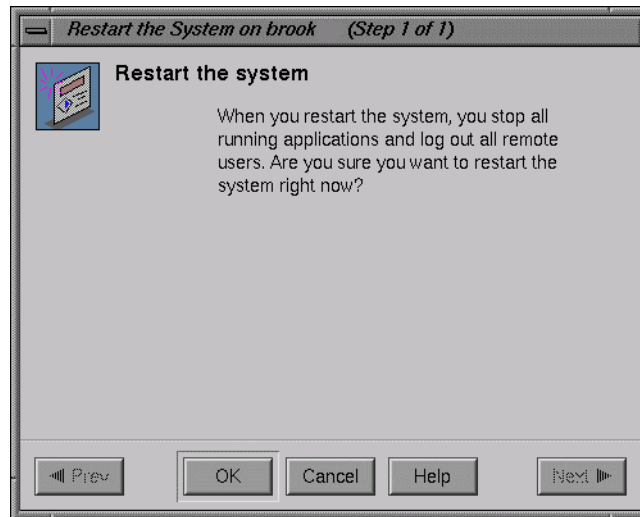 Restart the System on brook (Step 1 of 1)
Restart the system
When you restart the system, you stop all
running applications and log out all remote
users. Are you sure you want to restart the
system right now?
Prev OK Cancel Help Next